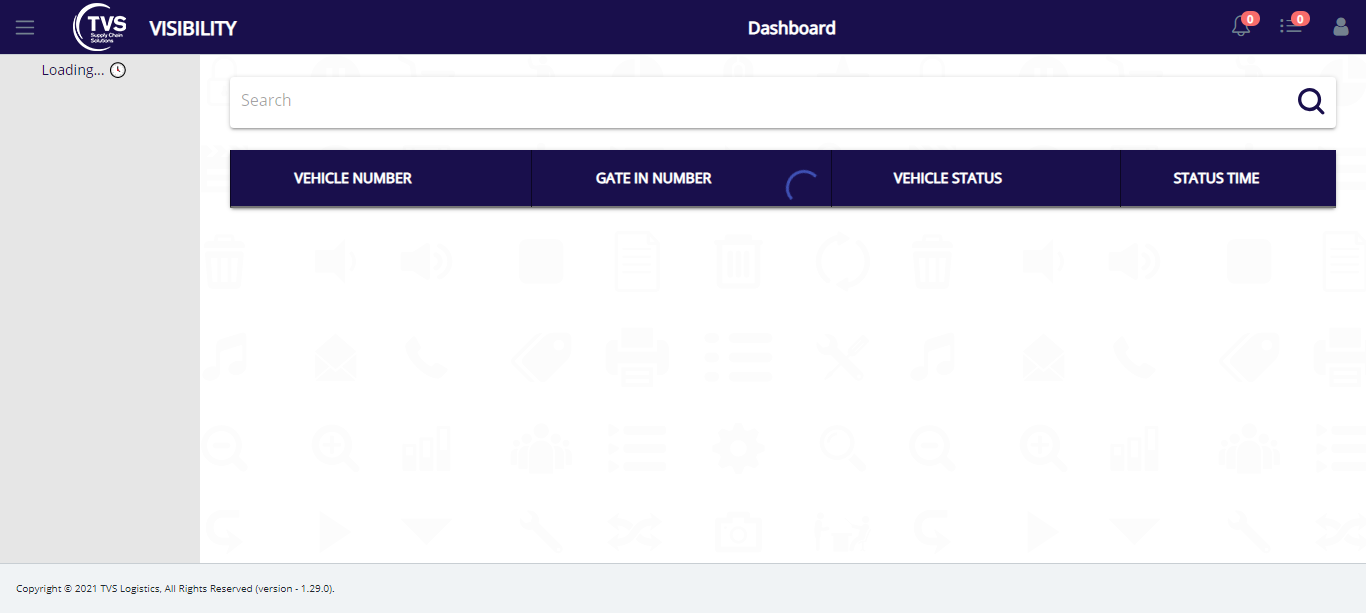 TVS
Supply Chain
Solutions
VISIBILITY
Dashboard
0
0
Loading...
Search
VEHICLE NUMBER
GATE IN NUMBER
VEHICLE STATUS
STATUS TIME
Copyright © 2021 TVS Logistics, All Rights Reserved (version - 1.29.0).